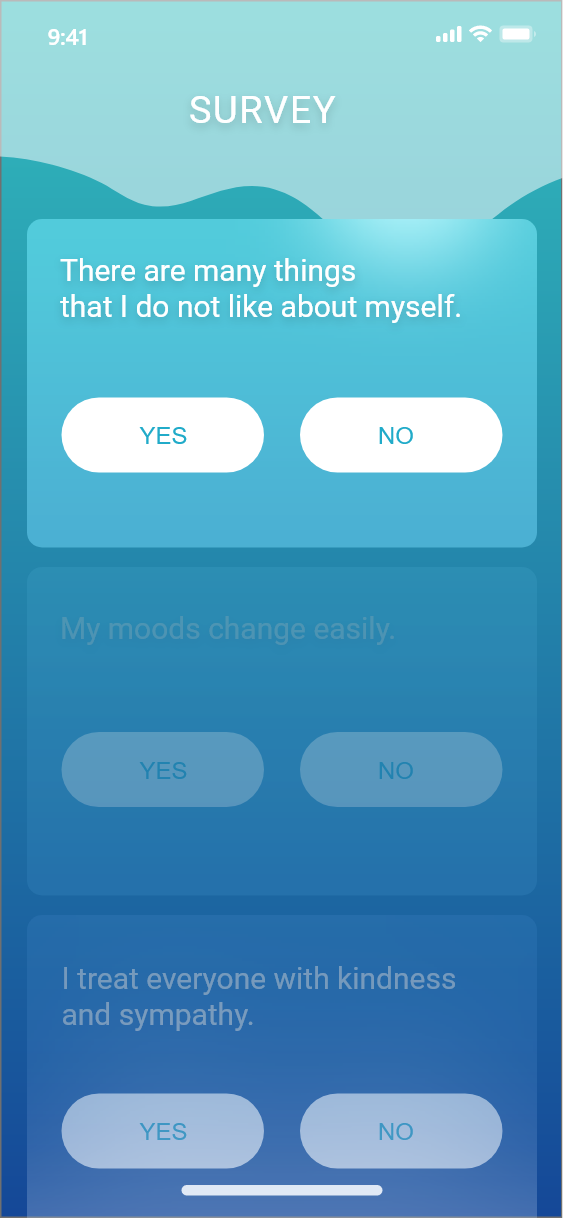 9:41
SURVEY
There are many things
that I do not like about myself.
YES
NO
My moods change easily.
YES
NO
I treat everyone with kindness
and sympathy.
YES
NO